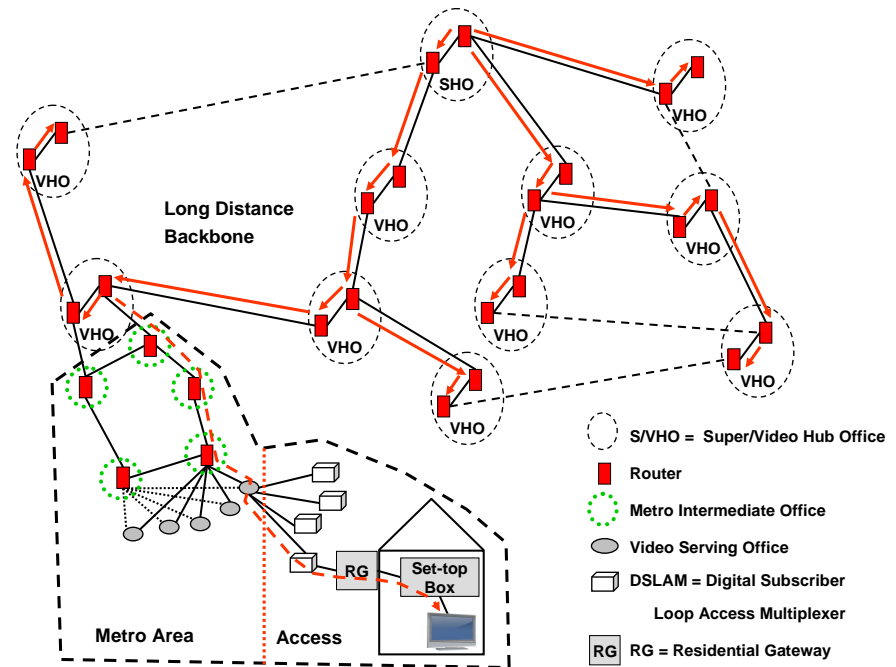 SHO
VHO
VHO
VHO
VHO
VHO
VHO
Long Distance
Backbone
VHO
VHO
VHO
VHO
VHO
S/VHO = Super/Video Hub Office
Router
Metro Intermediate Office
Video Serving Office
DSLAM = Digital Subscriber
Loop Access Multiplexer
RG
RG = Residential Gateway
RG
Set-top
Box
Metro Area
Access